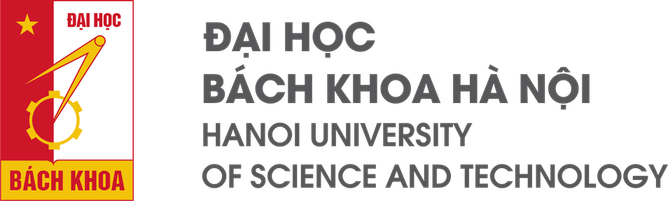 ĐẠI HỌC
BÁCH KHOA
ĐẠI HỌC
BÁCH KHOA HÀ NỘI
HANOI UNIVERSITY
OF SCIENCE AND TECHNOLOGY